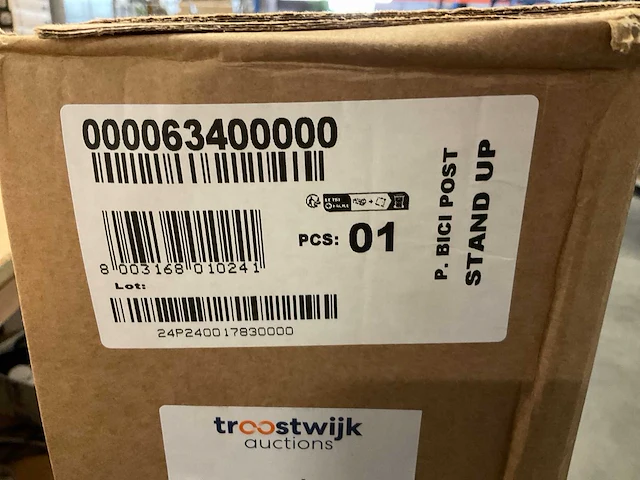 000063400000
PCS: 01
8 003168 010241
Lot:
24P240017830000
P. BICI POST
STAND UP
troostwijk
auctions